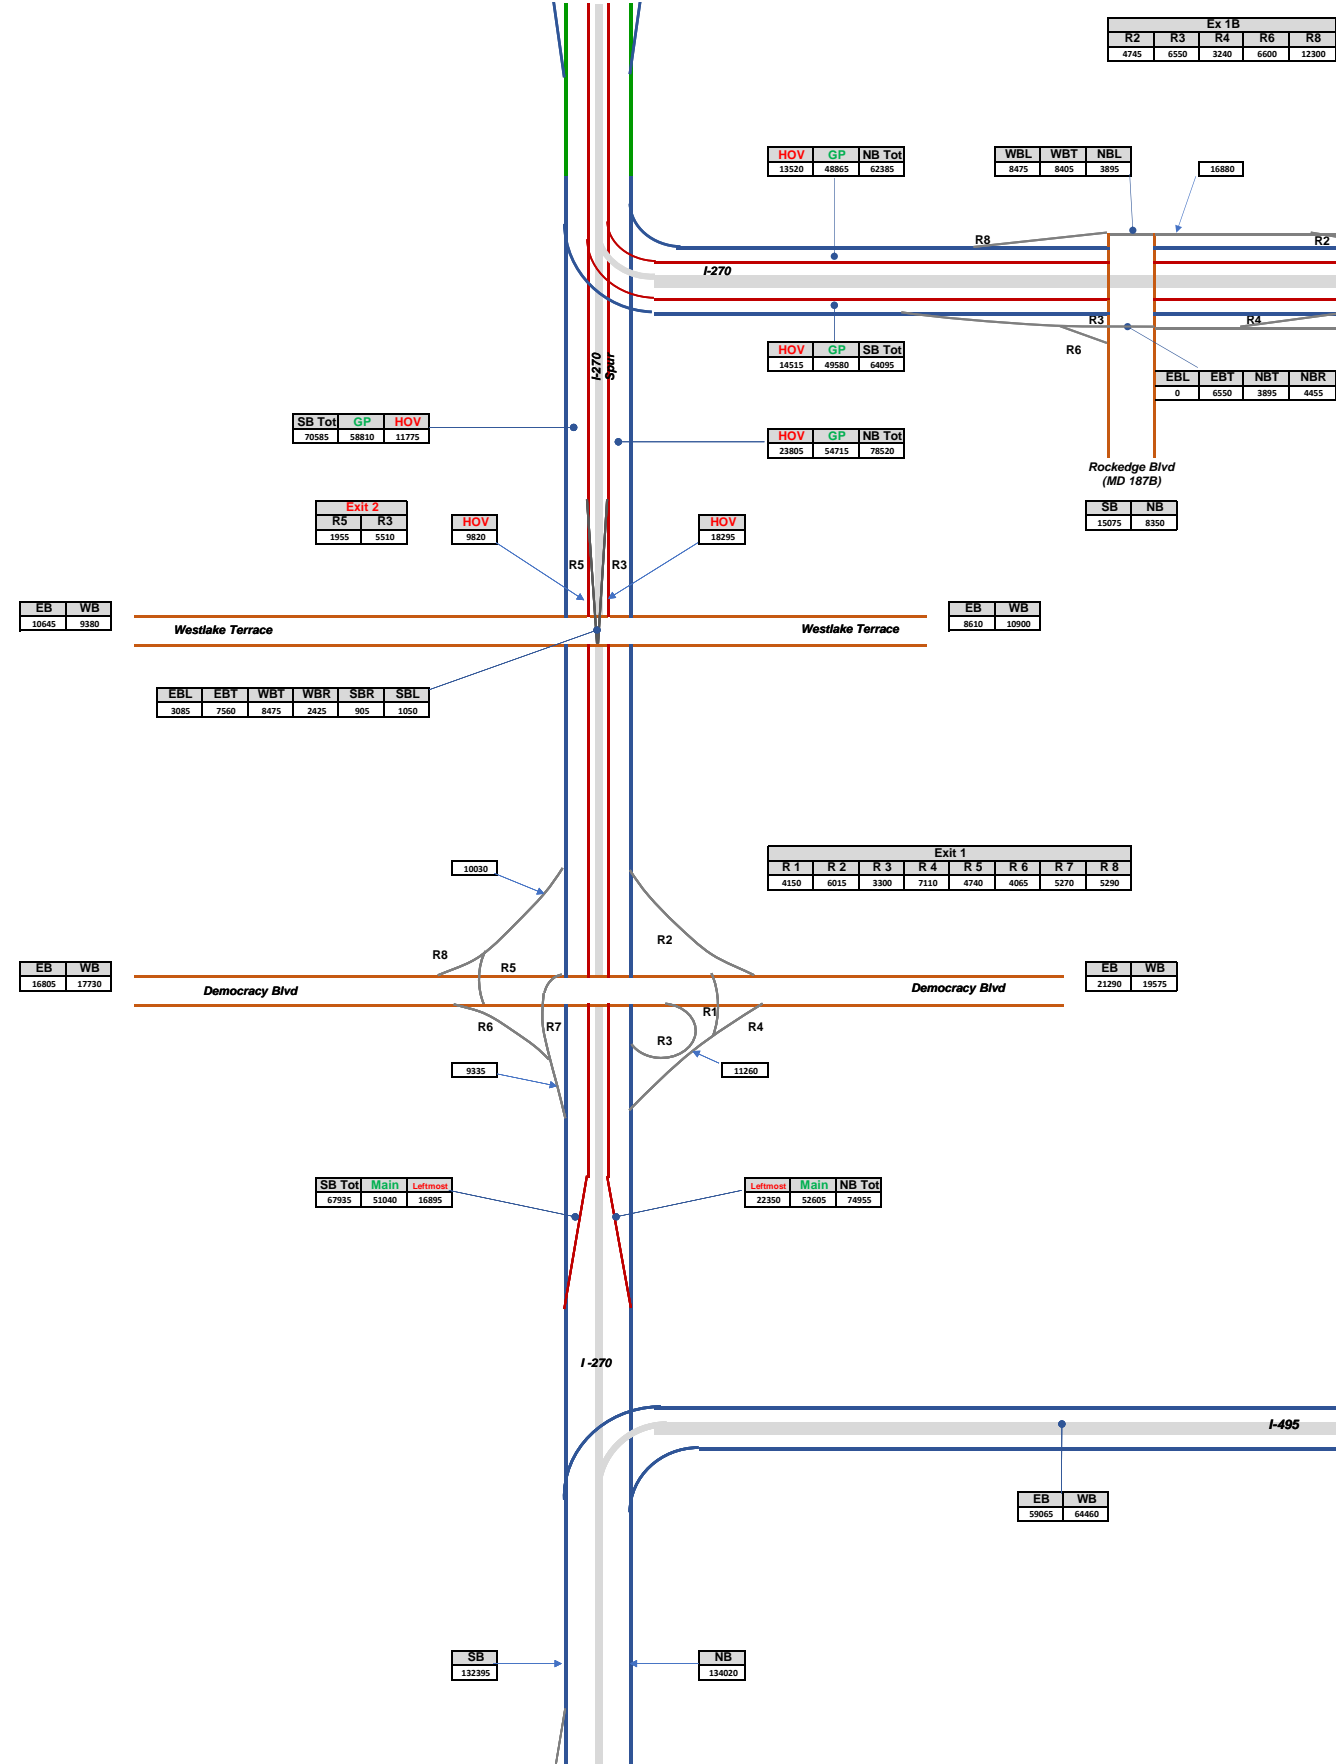 Ex 1B
R2 R3 R4 R6 R8
4745 6550 3240 6600 12300
HOV GP NB Tot
13520 48865 62385
WBL WBT NBL
8475 8405 3895
16880
R8
R2
I-270
R3
R4
R6
HOV GP SB Tot
14515 49580 64095
I-270
Spur
EBL EBT NBT NBR
0 6550 3895 4455
SB Tot GP HOV
70585 58810 11775
HOV GP NB Tot
23805 54715 78520
Rockedge Blvd
(MD 187B)
SB NB
15075 8350
Exit 2
R5 R3
1955 5510
HOV
9820
HOV
18295
R5
R3
EB WB
10645 9380
Westlake Terrace
Westlake Terrace
EB WB
8610 10900
EBL EBT WBT WBR SBR SBL
3085 7560 8475 2425 905 1050
Exit 1
R 1 R 2 R 3 R 4 R 5 R 6 R 7 R 8
4150 6015 3300 7110 4740 4065 5270 5290
10030
R2
R8
R5
EB WB
16805 17730
Democracy Blvd
Democracy Blvd
EB WB
21290 19575
R1
R6
R7
R4
R3
9335
11260
SB Tot Main Leftmost
67935 51040 16895
Leftmost Main NB Tot
22350 52605 74955
I -270
I-495
EB WB
59065 64460
SB
132395
NB
134020